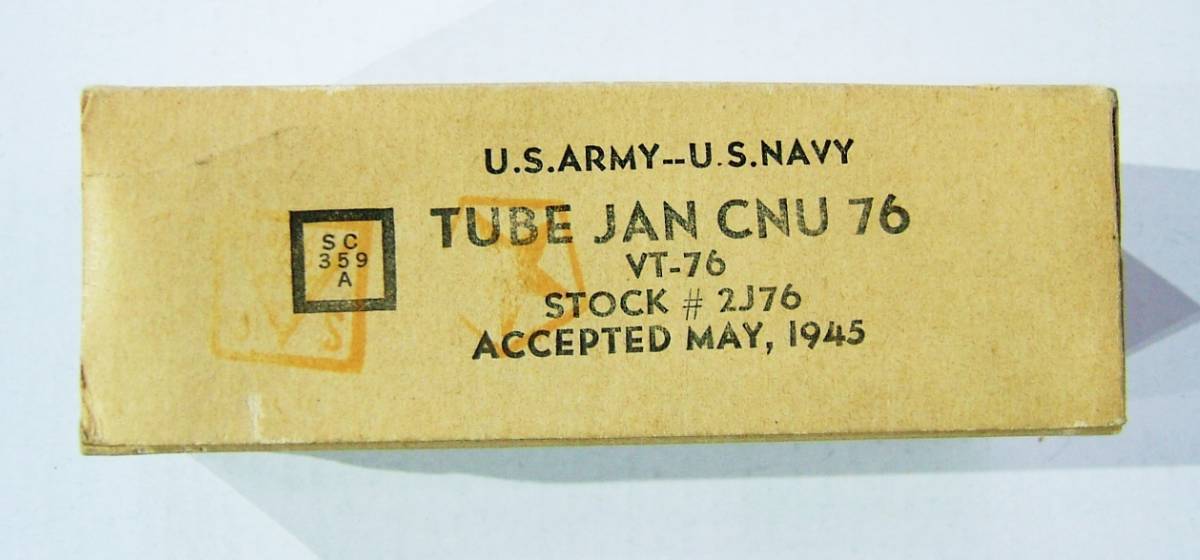 U.S.ARMY--U.S.NAVY
TUBE JAN CNU 76
VT-76
STOCK # 2J76
ACCEPTED MAY, 1945
SC
359
A